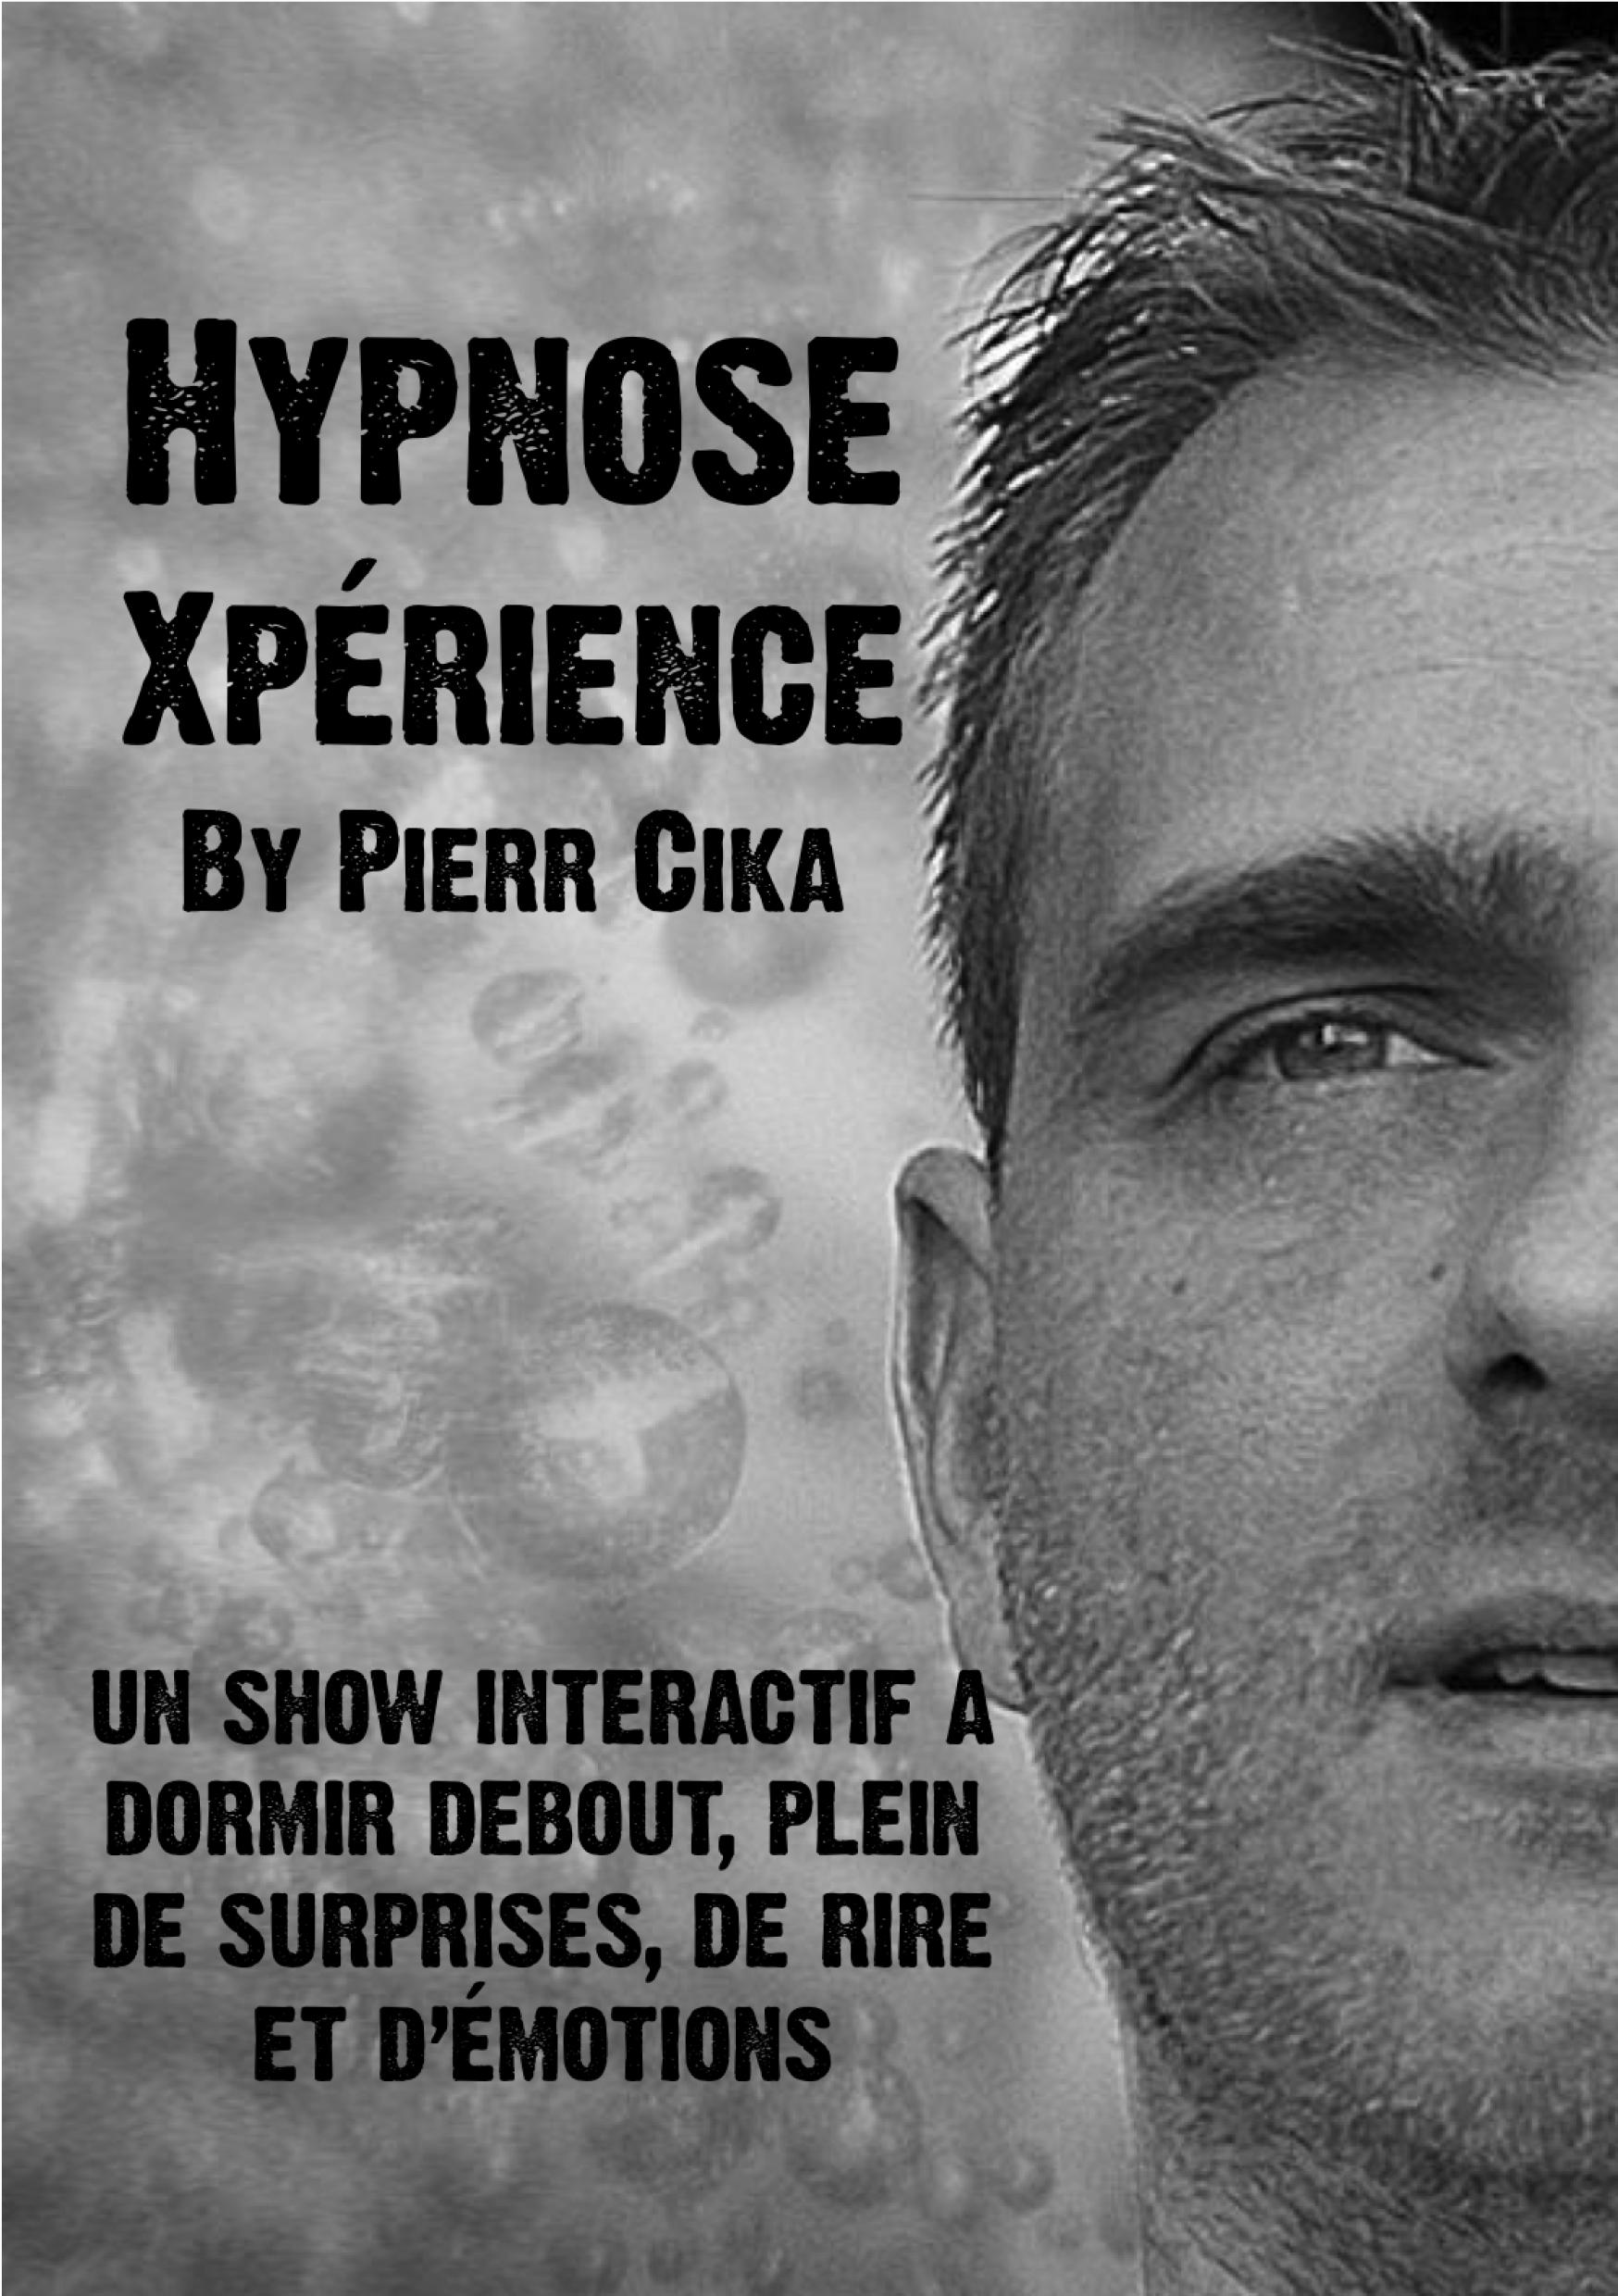 Hypnose
Xpérience
By Pierr Cika
UN SHOW INTERACTIF A
DORMIR DEBOUT, PLEIN
DE SURPRISES, DE RIRE
ET D'ÉMOTIONS